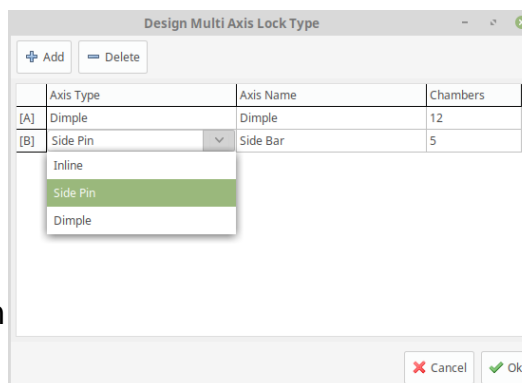 Design Multi Axis Lock Type
Add Delete
Axis Type Axis Name Chambers
[A] Dimple Dimple 12
[B] Side Pin Side Bar 5
Inline
Side Pin
Dimple
n
Cancel Ok